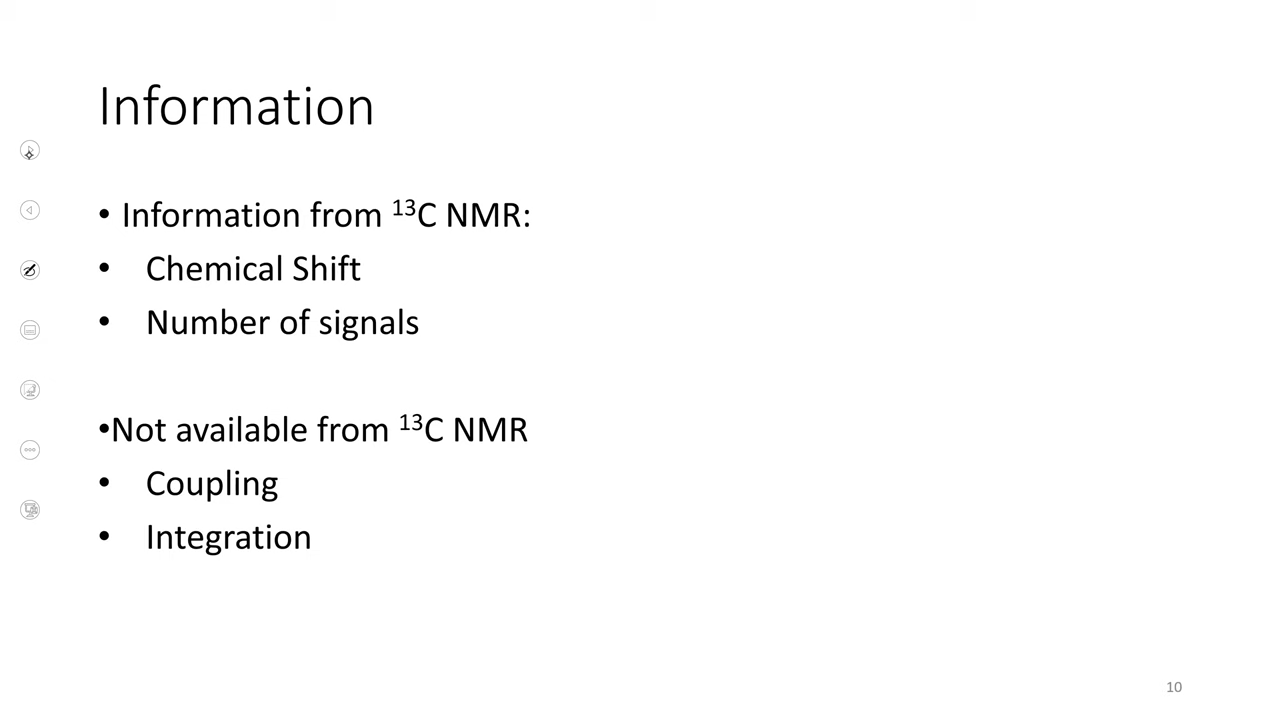 Information
• Information from ¹³C NMR:
• Chemical Shift
• Number of signals
•Not available from ¹³C NMR
• Coupling
• Integration
10